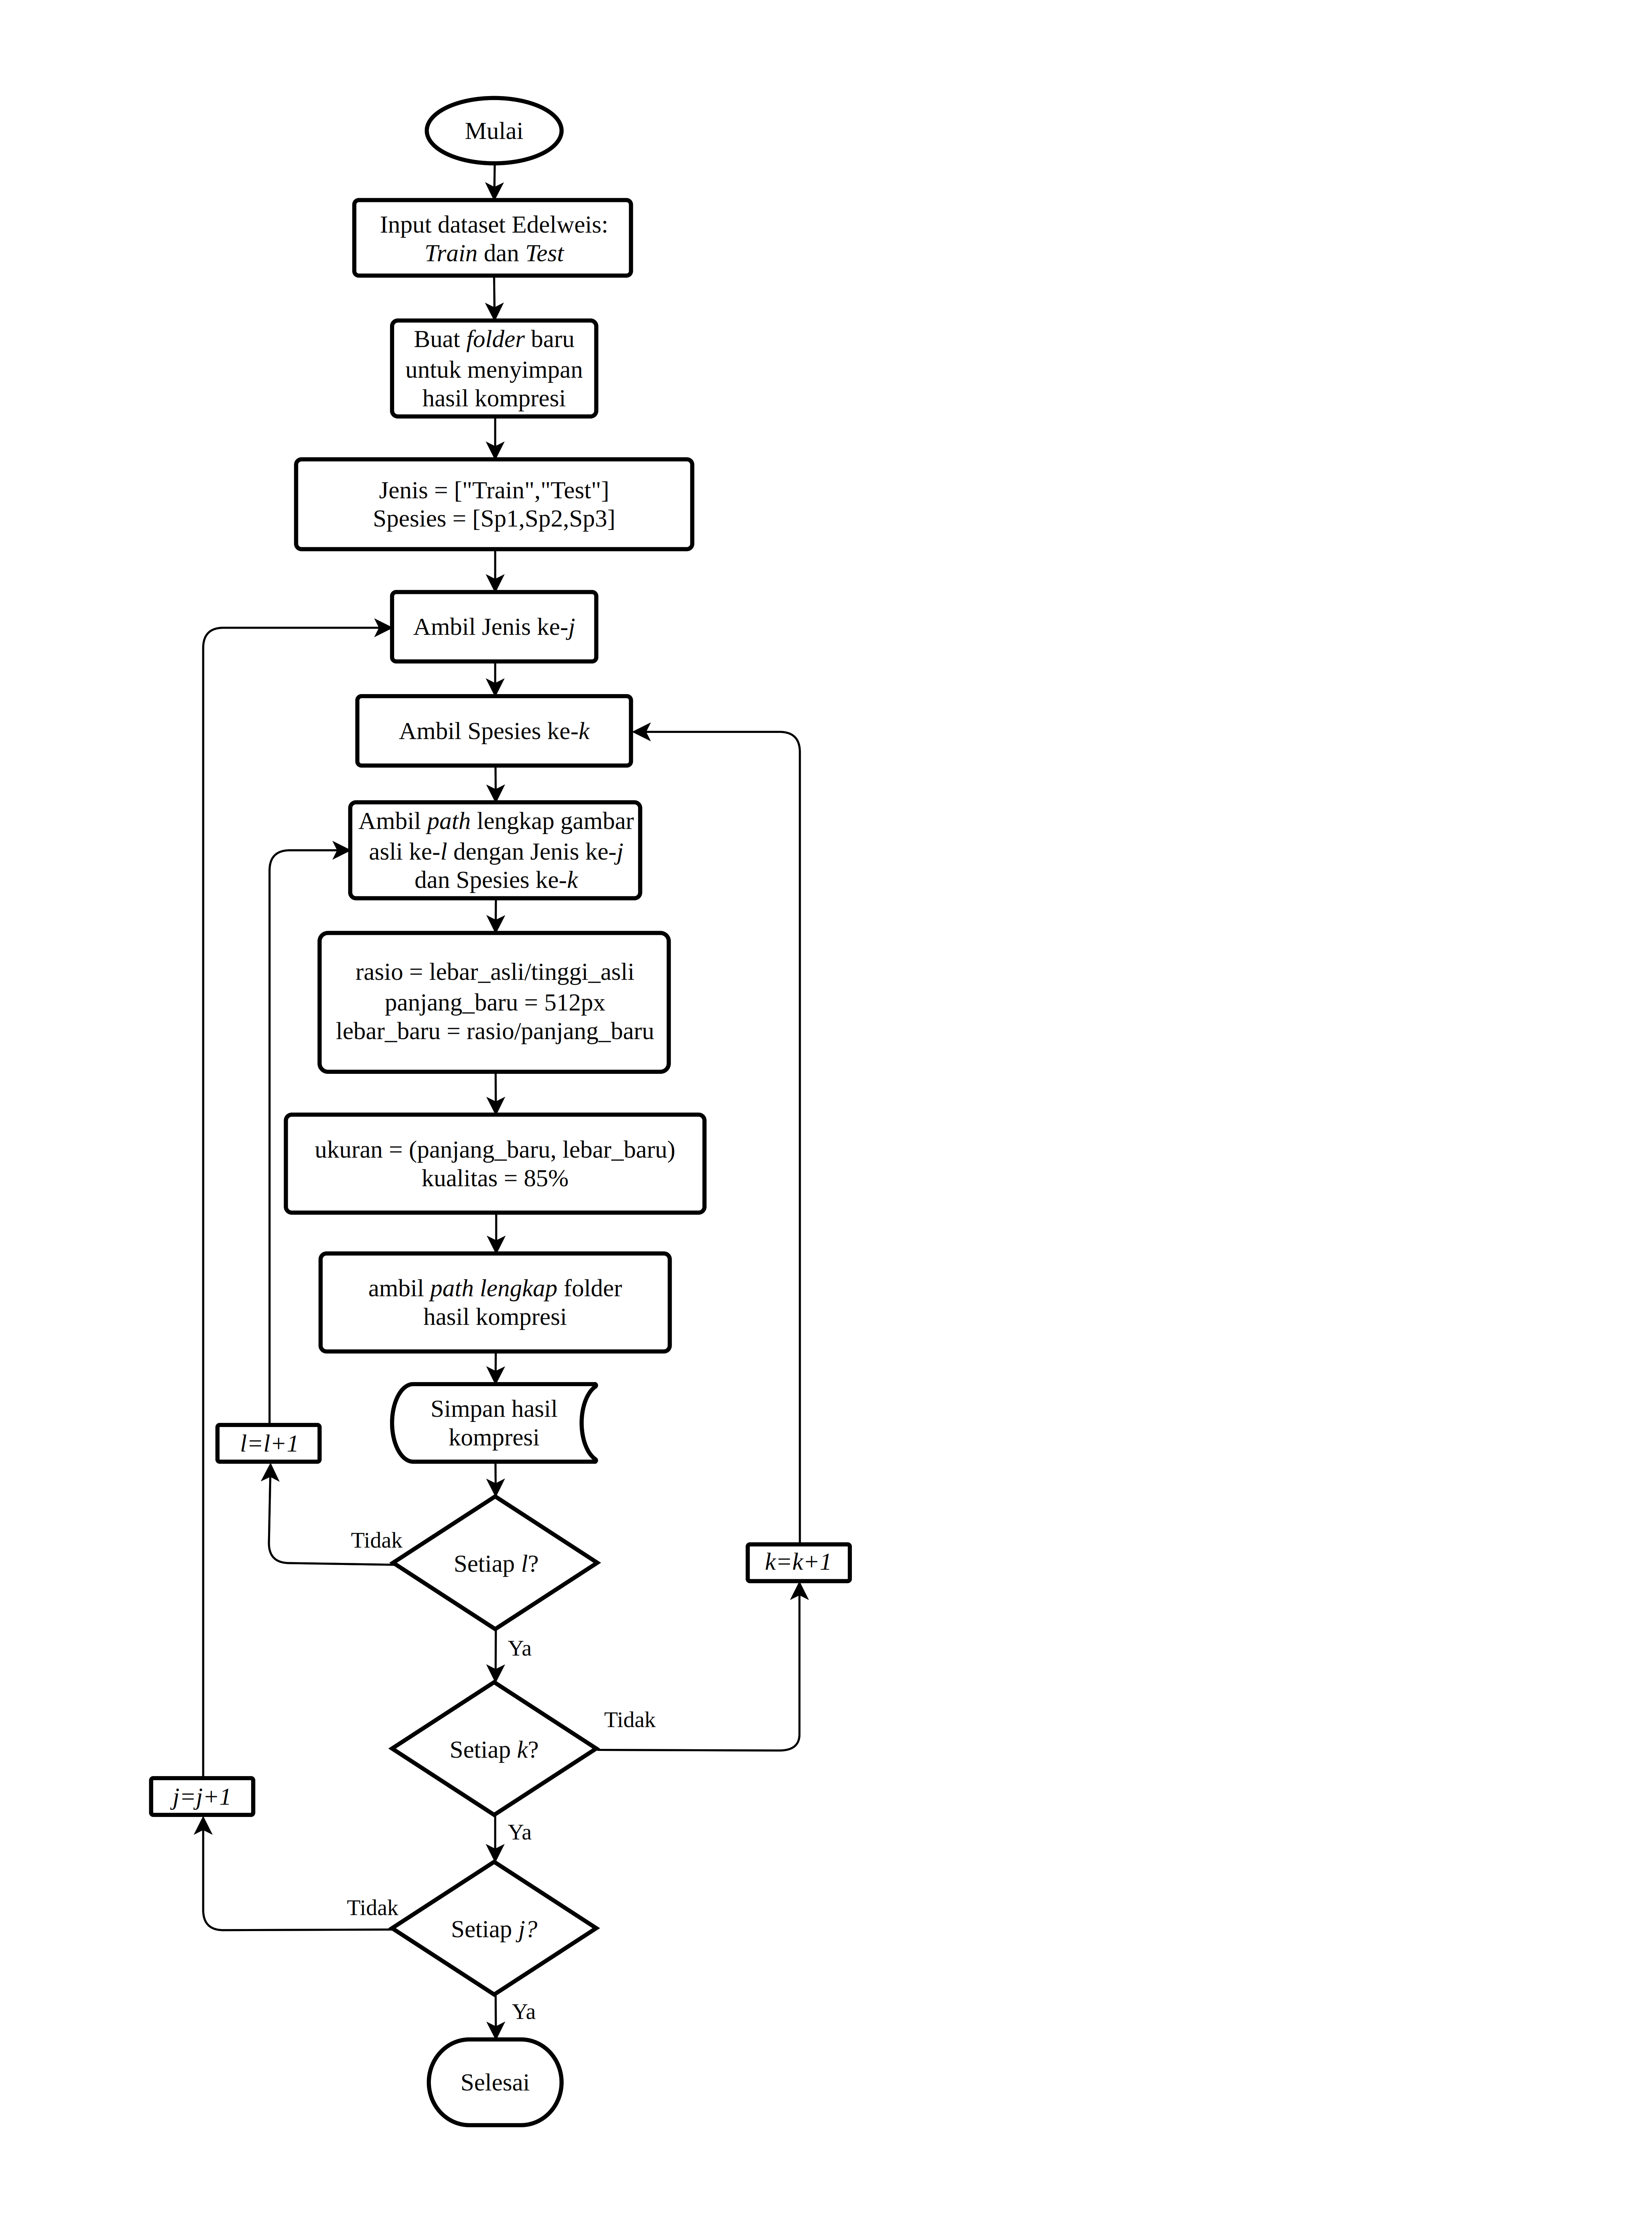 Mulai
Input dataset Edelweis:
Train dan Test
Buat folder baru
untuk menyimpan
hasil kompresi
Jenis = ["Train","Test"]
Spesies = [Sp1,Sp2,Sp3]
Ambil Jenis ke-j
Ambil Spesies ke-k
Ambil path lengkap gambar
asli ke-l dengan Jenis ke-j
dan Spesies ke-k
rasio = lebar_asli/tinggi_asli
panjang_baru = 512px
lebar_baru = rasio/panjang_baru
ukuran = (panjang_baru, lebar_baru)
kualitas = 85%
ambil path lengkap folder
hasil kompresi
Simpan hasil
kompresi
l=l+1
Tidak
Setiap l?
k=k+1
Ya
Tidak
Setiap k?
j=j+1
Ya
Tidak
Setiap j?
Ya
Selesai